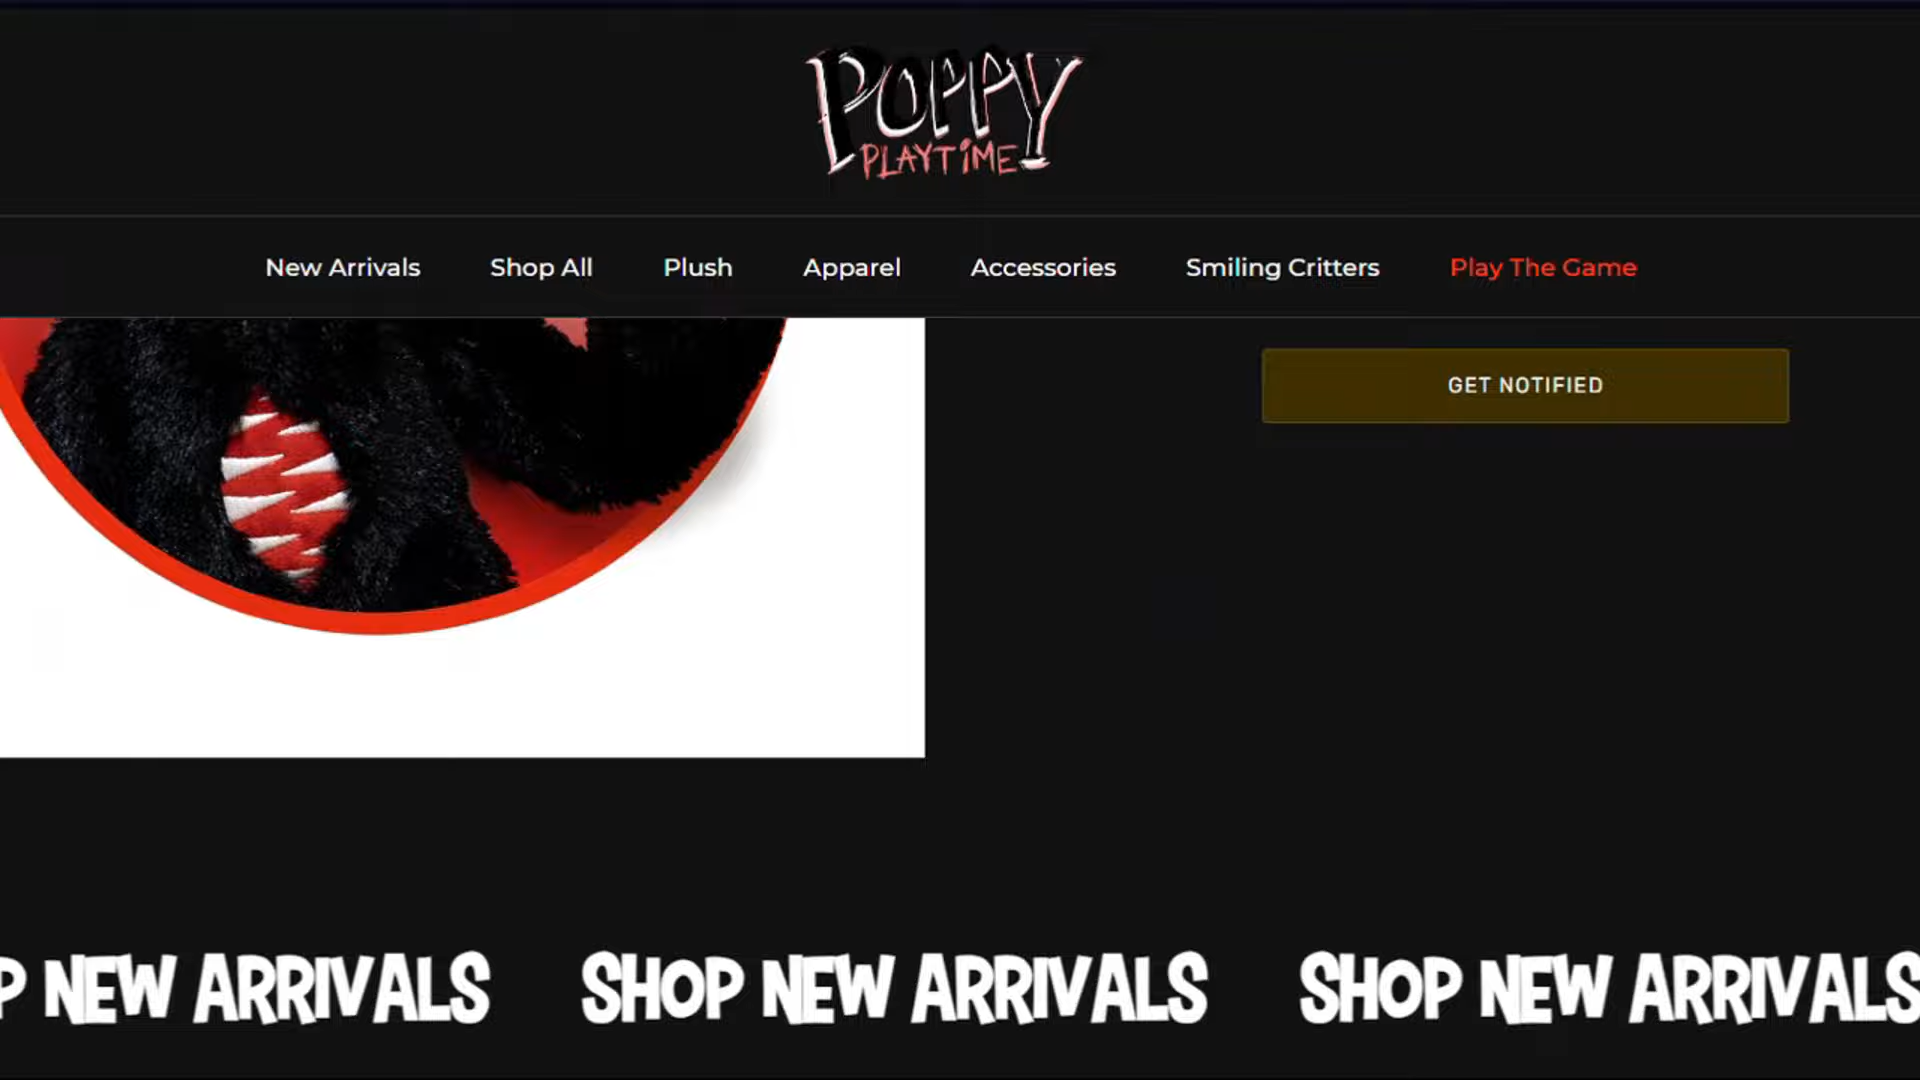 POPPY
PLAYTiME
New Arrivals Shop All Plush Apparel Accessories Smiling Critters Play The Game
GET NOTIFIED
P NEW ARRIVALS SHOP NEW ARRIVALS SHOP NEW ARRIVALS